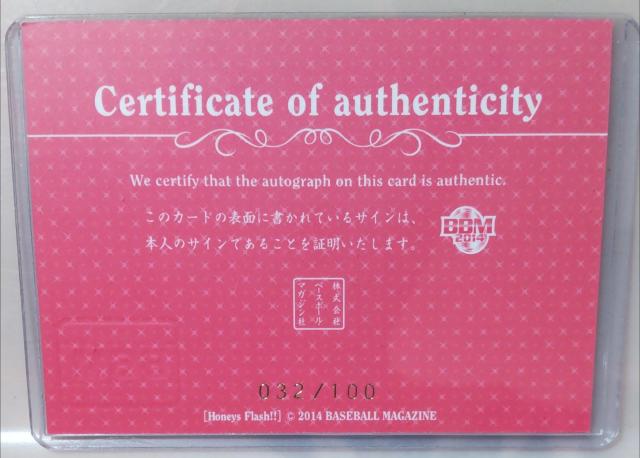 Certificate of authenticity
We certify that the autograph on this card is authentic.
このカードの表面に書かれているサインは、
本人のサインであることを証明いたします。
BBM
2014
株式会社
ベースボール
マガジン社
032/100
[Honeys Flash!!] © 2014 BASEBALL MAGAZINE